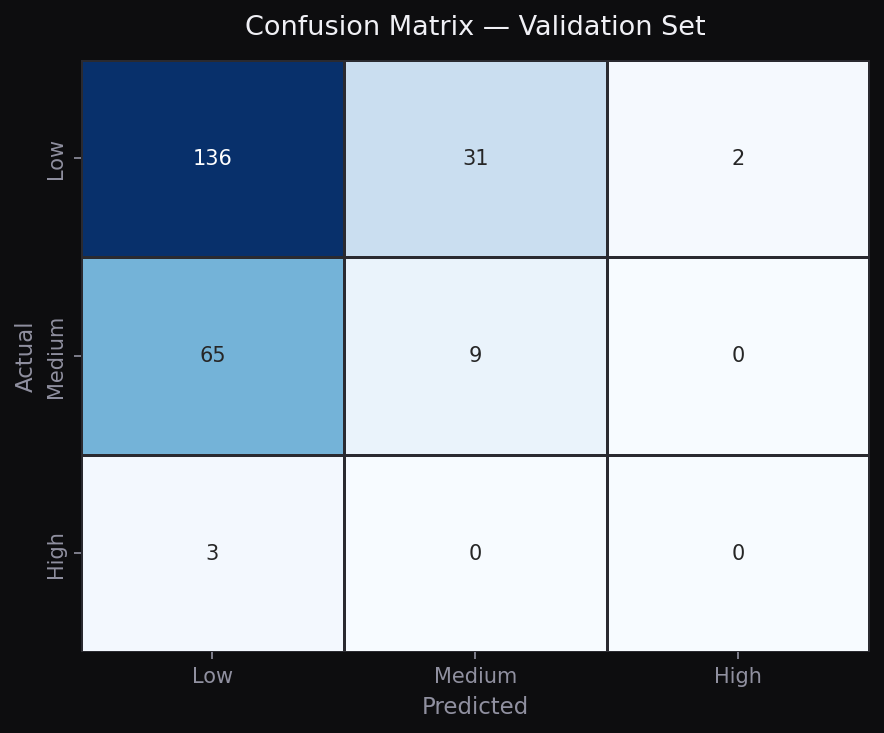 Confusion Matrix — Validation Set
Actual
Low
136
31
2
Medium
65
9
0
High
3
0
0
Low
Medium
High
Predicted